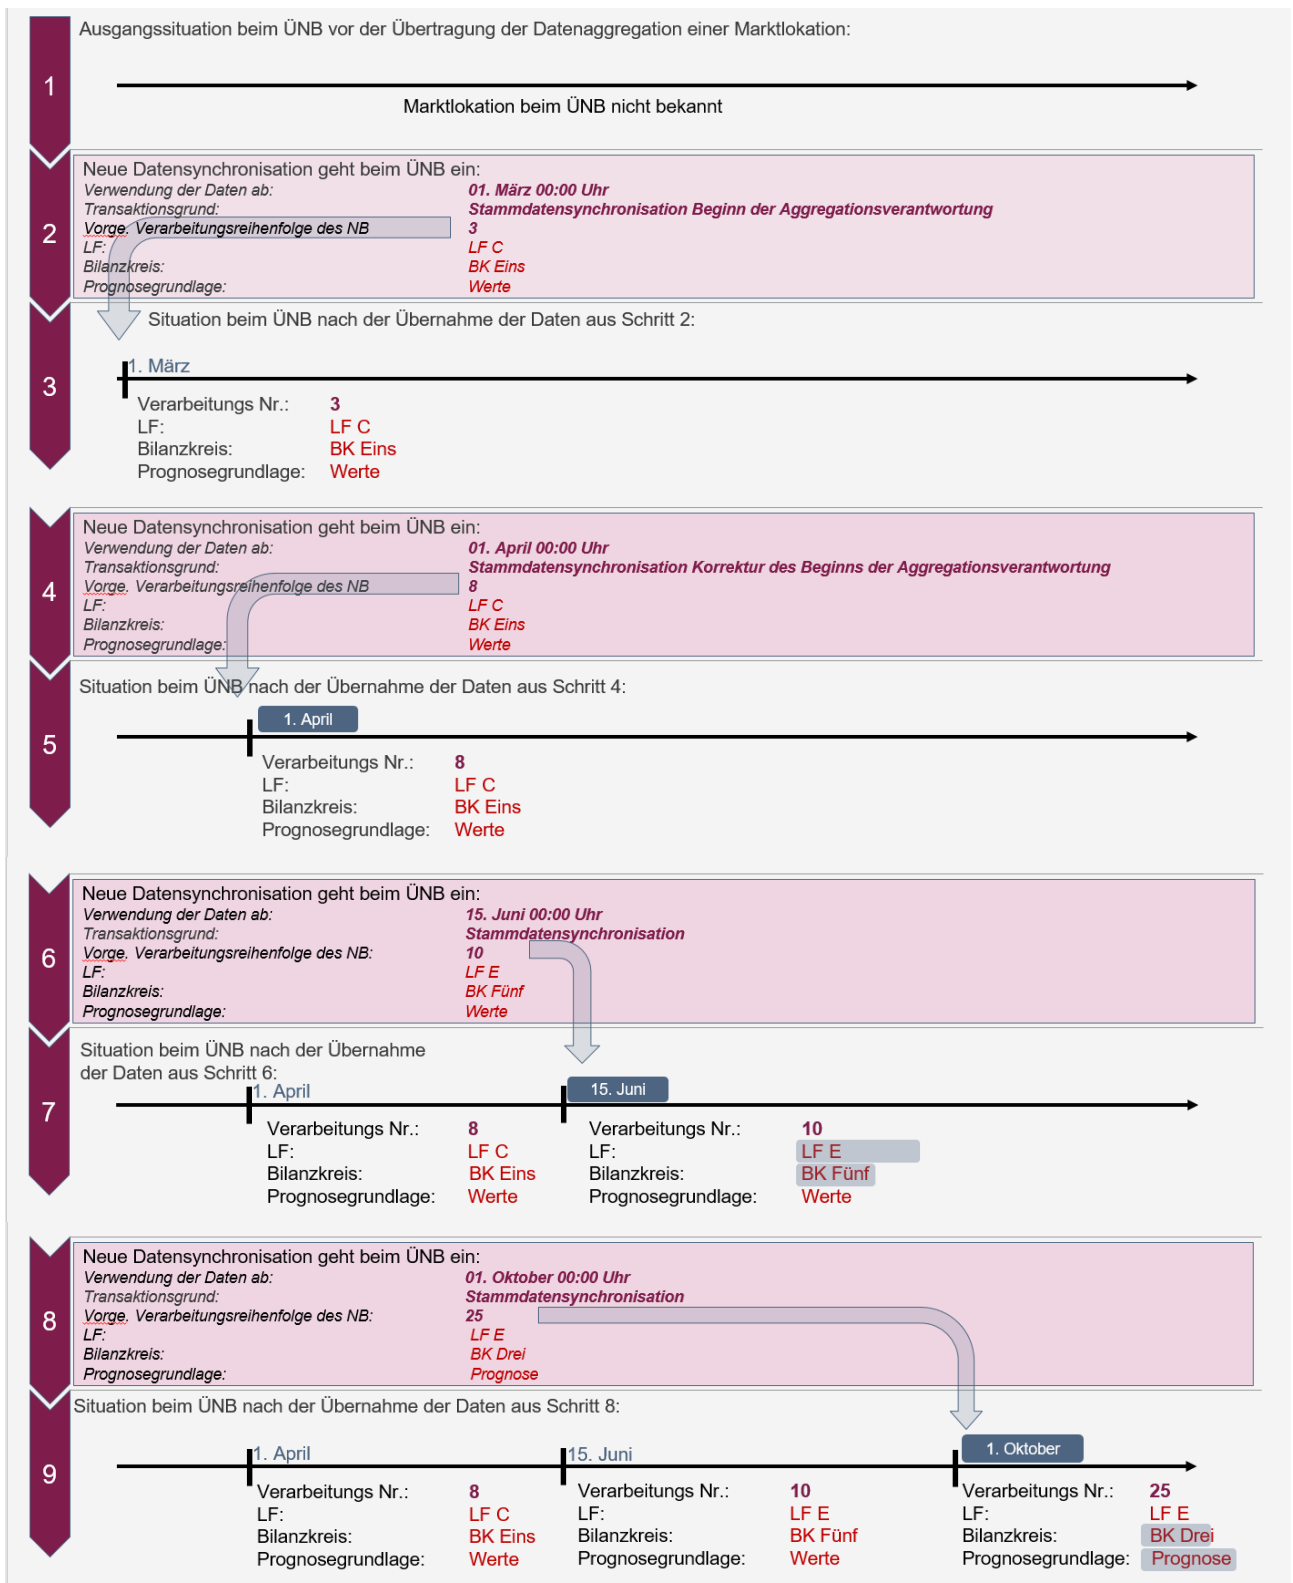 Ausgangssituation beim ÜNB vor der Übertragung der Datenaggregation einer Marktlokation:
1
Marktlokation beim ÜNB nicht bekannt
Neue Datensynchronisation geht beim ÜNB ein:
Verwendung der Daten ab: 01. März 00:00 Uhr
Transaktionsgrund: Stammdatensynchronisation Beginn der Aggregationsverantwortung
2
Vorge. Verarbeitungsreihenfolge des NB 3
LF: LF C
Bilanzkreis: BK Eins
Prognosegrundlage: Werte
Situation beim ÜNB nach der Übernahme der Daten aus Schritt 2:
1. März
3
Verarbeitungs Nr.: 3
LF: LF C
Bilanzkreis: BK Eins
Prognosegrundlage: Werte
Neue Datensynchronisation geht beim ÜNB ein:
Verwendung der Daten ab: 01. April 00:00 Uhr
Transaktionsgrund: Stammdatensynchronisation Korrektur des Beginns der Aggregationsverantwortung
4
Vorge. Verarbeitungsreihenfolge des NB 8
LF: LF C
Bilanzkreis: BK Eins
Prognosegrundlage: Werte
Situation beim ÜNB nach der Übernahme der Daten aus Schritt 4:
1. April
5
Verarbeitungs Nr.: 8
LF: LF C
Bilanzkreis: BK Eins
Prognosegrundlage: Werte
Neue Datensynchronisation geht beim ÜNB ein:
Verwendung der Daten ab: 15. Juni 00:00 Uhr
Transaktionsgrund: Stammdatensynchronisation
6
Vorge. Verarbeitungsreihenfolge des NB: 10
LF: LF E
Bilanzkreis: BK Fünf
Prognosegrundlage: Werte
Situation beim ÜNB nach der Übernahme
der Daten aus Schritt 6:
1. April 15. Juni
7
Verarbeitungs Nr.: 8 Verarbeitungs Nr.: 10
LF: LF C LF: LF E
Bilanzkreis: BK Eins Bilanzkreis: BK Fünf
Prognosegrundlage: Werte Prognosegrundlage: Werte
Neue Datensynchronisation geht beim ÜNB ein:
Verwendung der Daten ab: 01. Oktober 00:00 Uhr
Transaktionsgrund: Stammdatensynchronisation
8
Vorge. Verarbeitungsreihenfolge des NB: 25
LF: LF E
Bilanzkreis: BK Drei
Prognosegrundlage: Prognose
Situation beim ÜNB nach der Übernahme der Daten aus Schritt 8:
1. April 15. Juni 1. Oktober
9
Verarbeitungs Nr.: 8 Verarbeitungs Nr.: 10 Verarbeitungs Nr.: 25
LF: LF C LF: LF E LF: LF E
Bilanzkreis: BK Eins Bilanzkreis: BK Fünf Bilanzkreis: BK Drei
Prognosegrundlage: Werte Prognosegrundlage: Werte Prognosegrundlage: Prognose